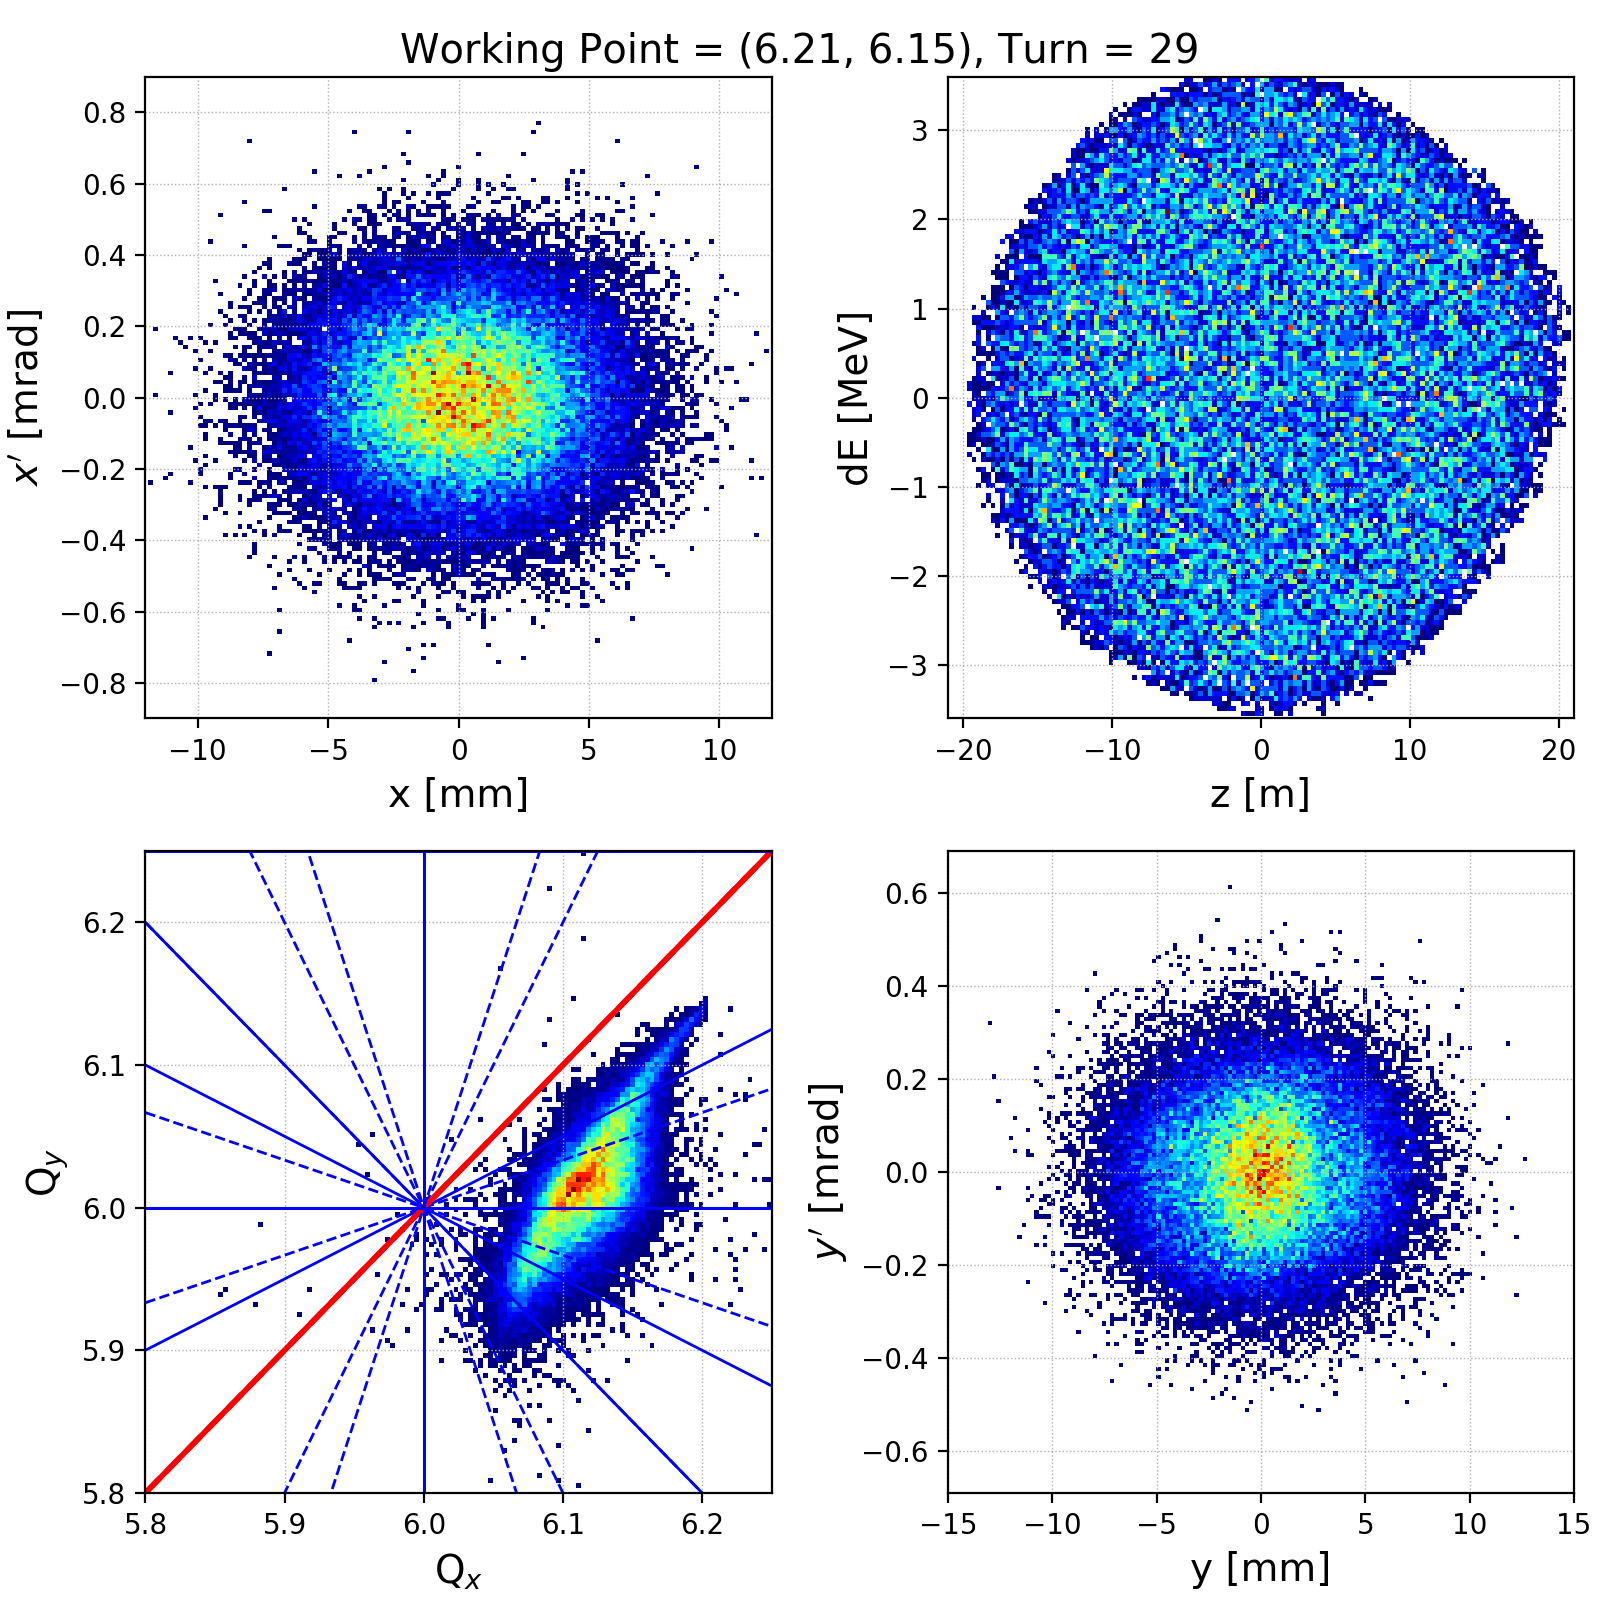 Working Point = (6.21, 6.15), Turn = 29
0.8
0.6
0.4
0.2
0.0
−0.2
−0.4
−0.6
−0.8
x′ [mrad]
−10 −5 0 5 10
x [mm]
3
2
1
0
−1
−2
−3
dE [MeV]
−20 −10 0 10 20
z [m]
6.2
6.1
6.0
5.9
5.8
Qy
5.8 5.9 6.0 6.1 6.2
Qx
0.6
0.4
0.2
0.0
−0.2
−0.4
−0.6
y′ [mrad]
−15 −10 −5 0 5 10 15
y [mm]